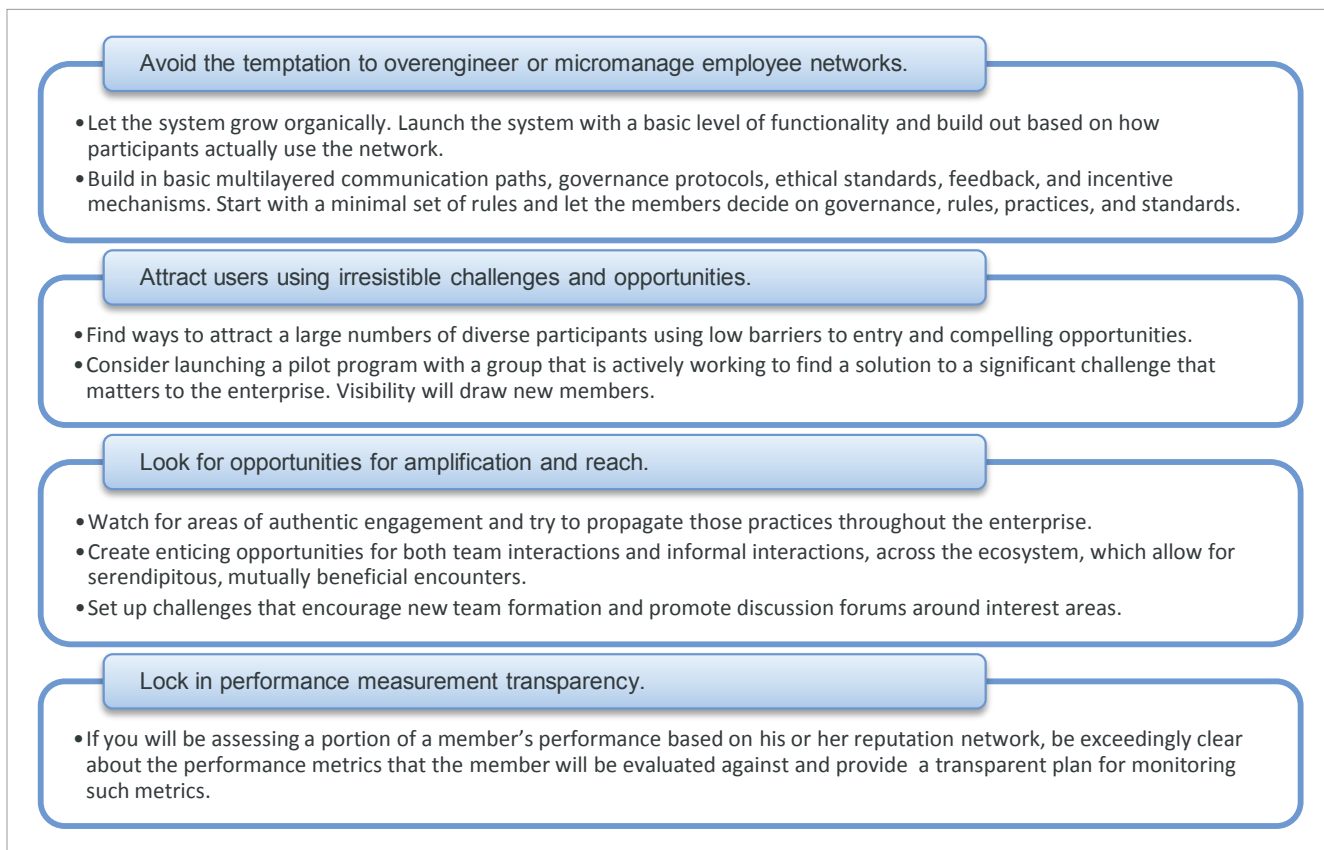 Avoid the temptation to overengineer or micromanage employee networks.
•Let the system grow organically. Launch the system with a basic level of functionality and build out based on how
participants actually use the network.
•Build in basic multilayered communication paths, governance protocols, ethical standards, feedback, and incentive
mechanisms. Start with a minimal set of rules and let the members decide on governance, rules, practices, and standards.
Attract users using irresistible challenges and opportunities.
•Find ways to attract a large numbers of diverse participants using low barriers to entry and compelling opportunities.
•Consider launching a pilot program with a group that is actively working to find a solution to a significant challenge that
matters to the enterprise. Visibility will draw new members.
Look for opportunities for amplification and reach.
•Watch for areas of authentic engagement and try to propagate those practices throughout the enterprise.
•Create enticing opportunities for both team interactions and informal interactions, across the ecosystem, which allow for
serendipitous, mutually beneficial encounters.
•Set up challenges that encourage new team formation and promote discussion forums around interest areas.
Lock in performance measurement transparency.
•If you will be assessing a portion of a member’s performance based on his or her reputation network, be exceedingly clear
about the performance metrics that the member will be evaluated against and provide a transparent plan for monitoring
such metrics.